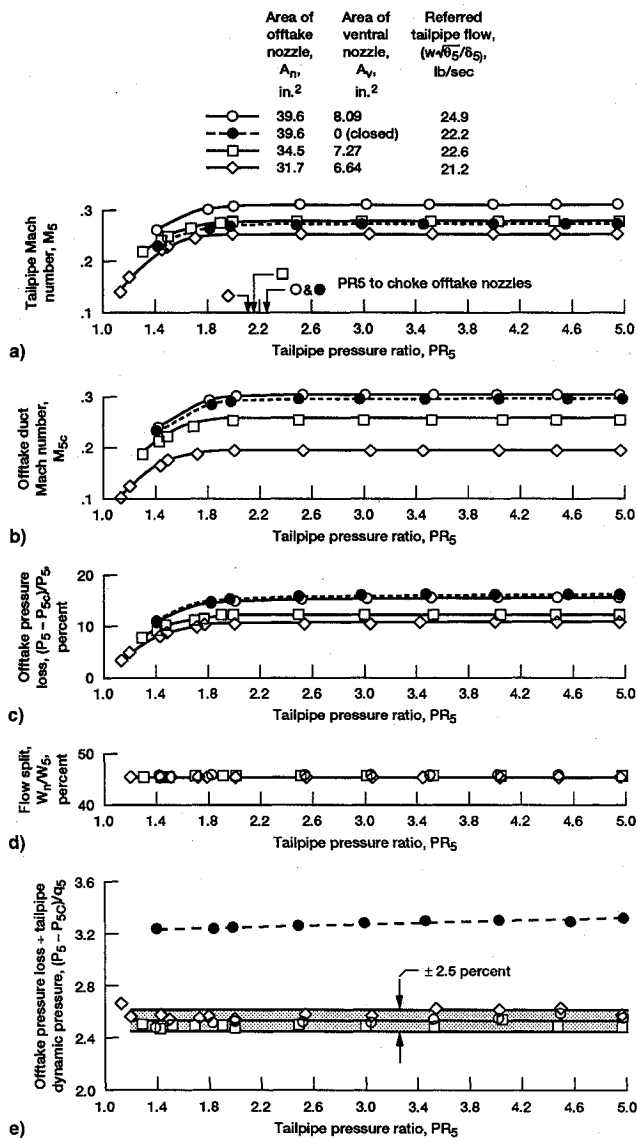 Area of offtake nozzle, Aₙ, in.² Area of ventral nozzle, Aᵥ, in.² Referred tailpipe flow, (w√θ₅/δ₅), lb/sec
39.6 8.09 24.9
39.6 0 (closed) 22.2
34.5 7.27 22.6
31.7 6.64 21.2
Tailpipe Mach number, M₅
.3
.2
.1
PR5 to choke offtake nozzles
&
1.0 1.4 1.8 2.2 2.6 3.0 3.4 3.8 4.2 4.6 5.0
Tailpipe pressure ratio, PR₅
a)
Offtake duct Mach number, M₅c
.3
.2
.1
1.0 1.4 1.8 2.2 2.6 3.0 3.4 3.8 4.2 4.6 5.0
Tailpipe pressure ratio, PR₅
b)
Offtake pressure loss, (P₅ – P₅c)/P₅, percent
20
10
0
1.0 1.4 1.8 2.2 2.6 3.0 3.4 3.8 4.2 4.6 5.0
Tailpipe pressure ratio, PR₅
c)
Flow split, Wₙ/W₅, percent
50
40
1.0 1.4 1.8 2.2 2.6 3.0 3.4 3.8 4.2 4.6 5.0
Tailpipe pressure ratio, PR₅
d)
Offtake pressure loss + tailpipe dynamic pressure, (P₅ – P₅C)/q₅
3.6
3.2
2.8
2.4
2.0
± 2.5 percent
1.0 1.4 1.8 2.2 2.6 3.0 3.4 3.8 4.2 4.6 5.0
Tailpipe pressure ratio, PR₅
e)